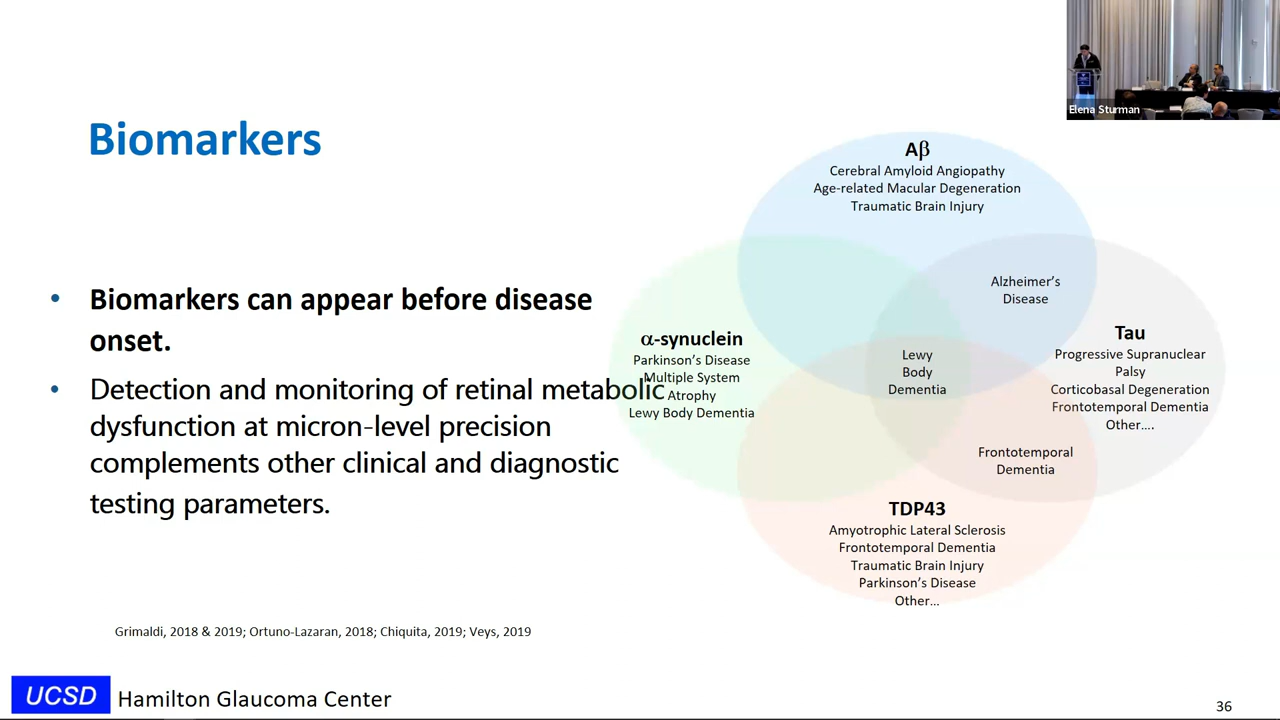 Elena Sturman
Biomarkers
• Biomarkers can appear before disease
onset.
• Detection and monitoring of retinal metabolic
dysfunction at micron-level precision
complements other clinical and diagnostic
testing parameters.
Aβ
Cerebral Amyloid Angiopathy
Age-related Macular Degeneration
Traumatic Brain Injury
Alzheimer’s
Disease
α-synuclein
Parkinson’s Disease
Multiple System
Atrophy
Lewy Body Dementia
Lewy
Body
Dementia
Tau
Progressive Supranuclear
Palsy
Corticobasal Degeneration
Frontotemporal Dementia
Other....
Frontotemporal
Dementia
TDP43
Amyotrophic Lateral Sclerosis
Frontotemporal Dementia
Traumatic Brain Injury
Parkinson’s Disease
Other...
Grimaldi, 2018 & 2019; Ortuno-Lazaran, 2018; Chiquita, 2019; Veys, 2019
UCSD Hamilton Glaucoma Center
36